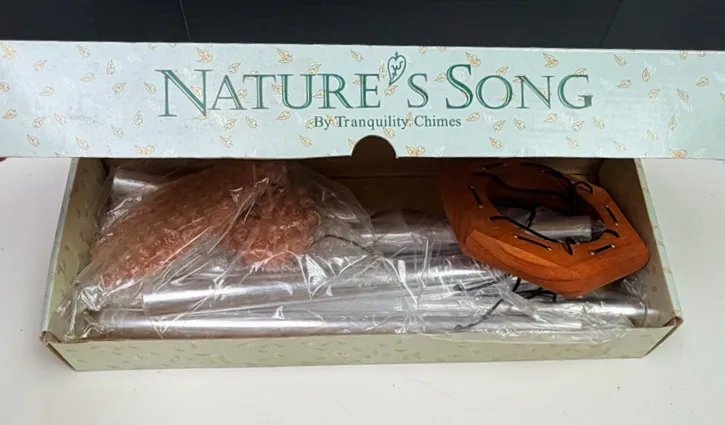 NATURE'S SONG
By Tranquility Chimes